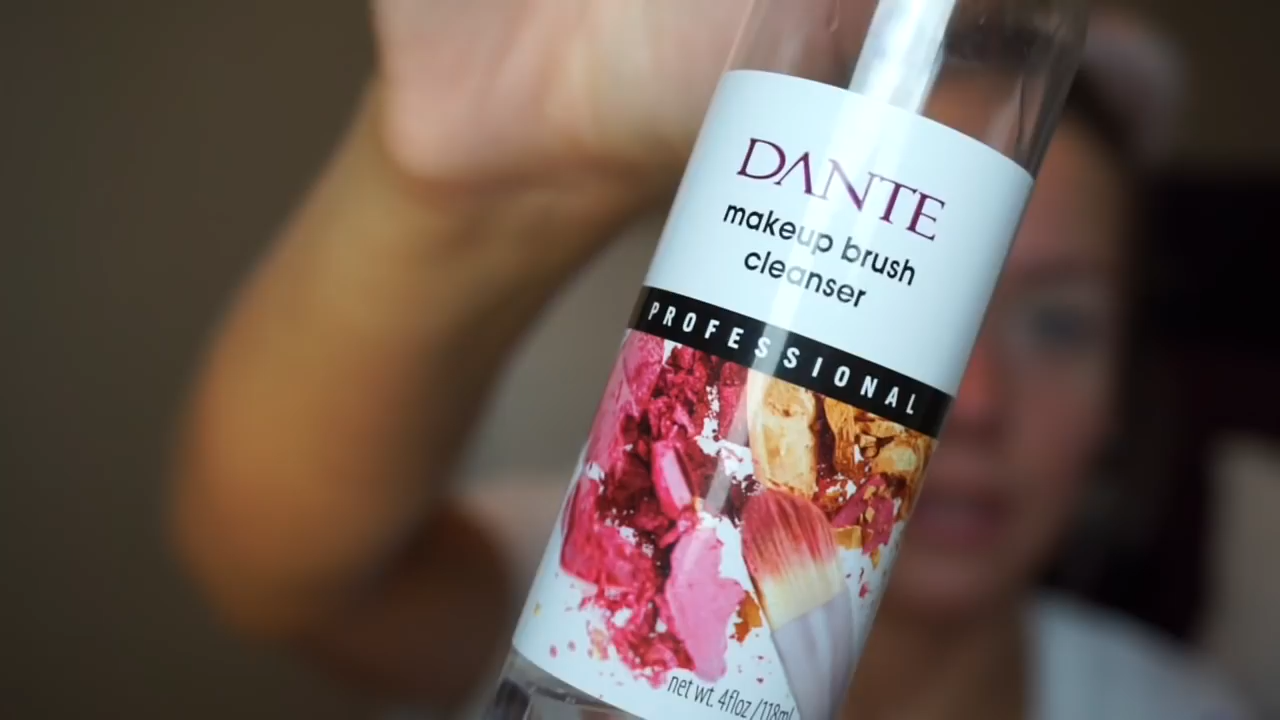 DANTE
makeup brush
cleanser
PROFESSIONAL
net wt. 4floz/118ml